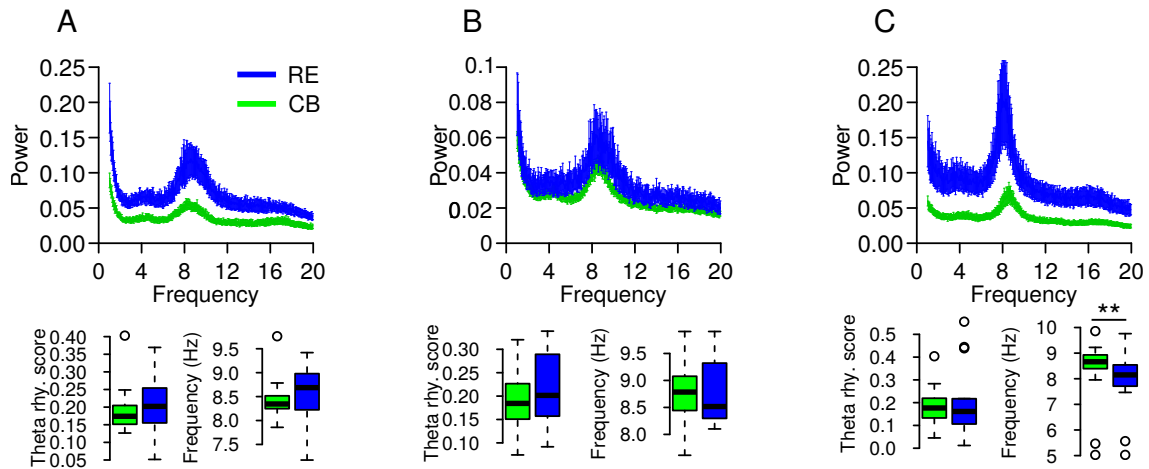 A
B
C
0.25
0.20
0.15
0.10
0.05
0.00
Power
RE
CB
0 4 8 12 16 20
Frequency
0.1
0.08
0.06
0.04
0.02
0
Power
0 4 8 12 16 20
Frequency
0.25
0.20
0.15
0.10
0.05
0.00
Power
0 4 8 12 16 20
Frequency
Theta rhy. score
0.40
0.35
0.30
0.25
0.20
0.15
0.10
0.05
Frequency (Hz)
9.5
9.0
8.5
8.0
7.5
Theta rhy. score
0.30
0.25
0.20
0.15
0.10
Frequency (Hz)
9.5
9.0
8.5
8.0
Theta rhy. score
0.5
0.4
0.3
0.2
0.1
0.0
Frequency (Hz)
10
9
8
7
6
5
**